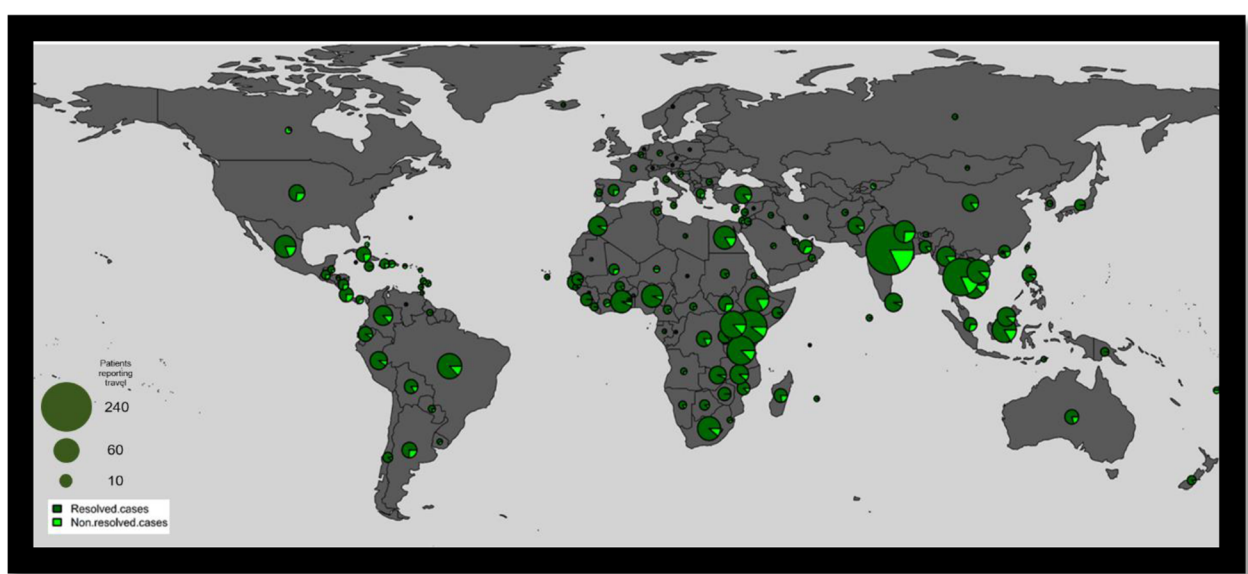 Patients
reporting
travel
240
60
10
Resolved.cases
Non.resolved.cases